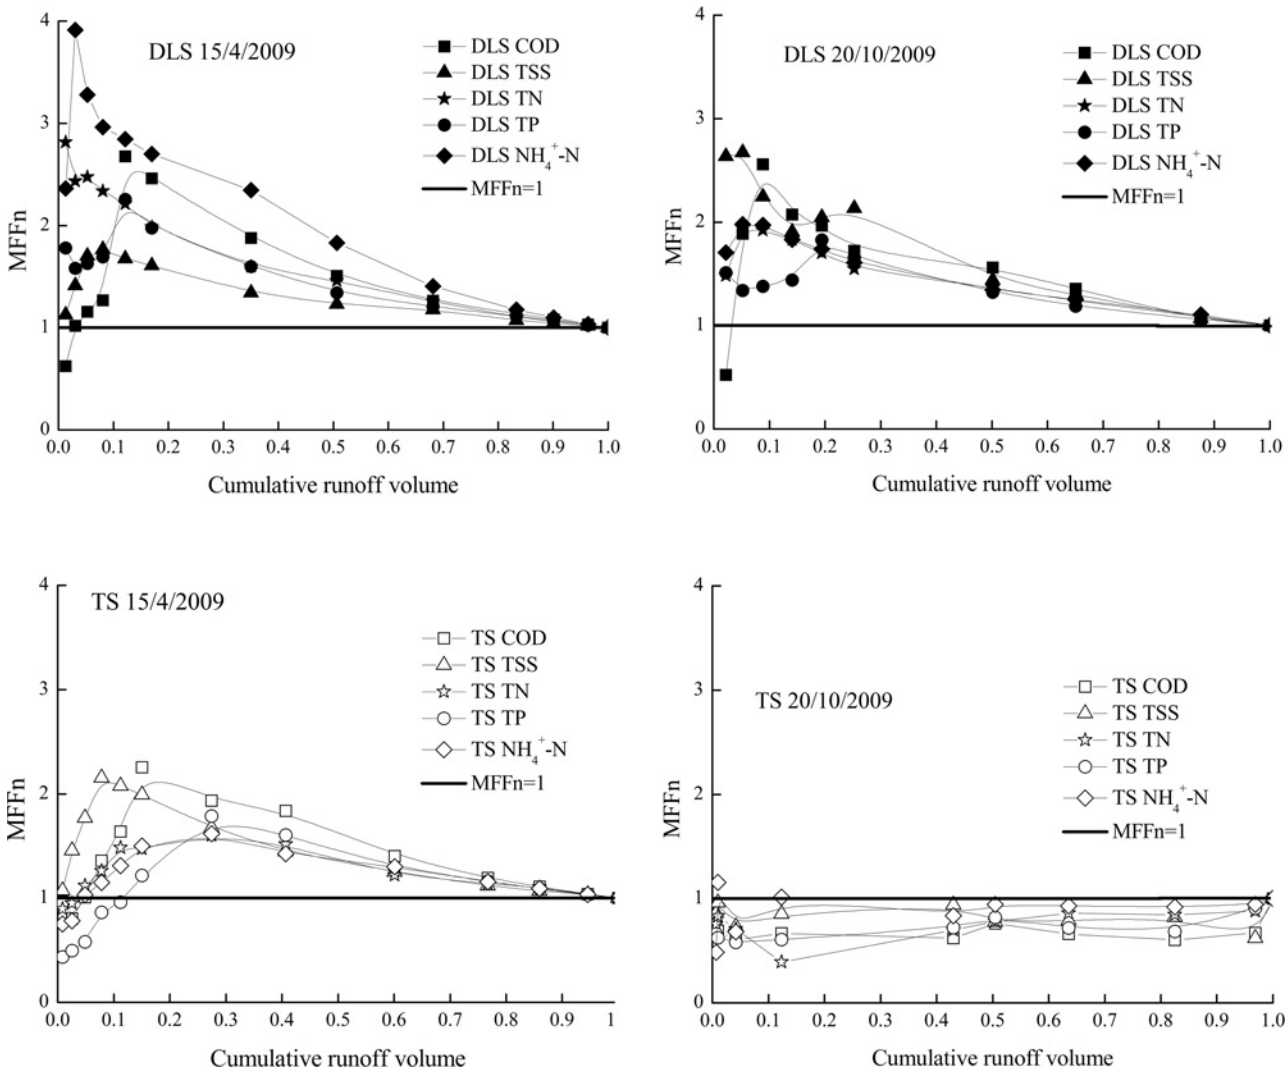 DLS 15/4/2009
DLS COD
DLS TSS
DLS TN
DLS TP
DLS NH₄⁺-N
MFFn=1
MFFn
4
3
2
1
0
0.0 0.1 0.2 0.3 0.4 0.5 0.6 0.7 0.8 0.9 1.0
Cumulative runoff volume
DLS 20/10/2009
DLS COD
DLS TSS
DLS TN
DLS TP
DLS NH₄⁺-N
MFFn=1
MFFn
4
3
2
1
0
0.0 0.1 0.2 0.3 0.4 0.5 0.6 0.7 0.8 0.9 1.0
Cumulative runoff volume
TS 15/4/2009
TS COD
TS TSS
TS TN
TS TP
TS NH₄⁺-N
MFFn=1
MFFn
4
3
2
1
0
0.0 0.1 0.2 0.3 0.4 0.5 0.6 0.7 0.8 0.9 1
Cumulative runoff volume
TS 20/10/2009
TS COD
TS TSS
TS TN
TS TP
TS NH₄⁺-N
MFFn=1
MFFn
4
3
2
1
0
0.0 0.1 0.2 0.3 0.4 0.5 0.6 0.7 0.8 0.9 1.0
Cumulative runoff volume